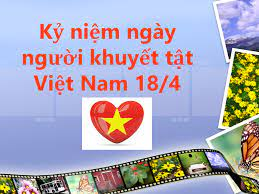 Kỷ niệm ngày
người khuyết tật
Việt Nam 18/4